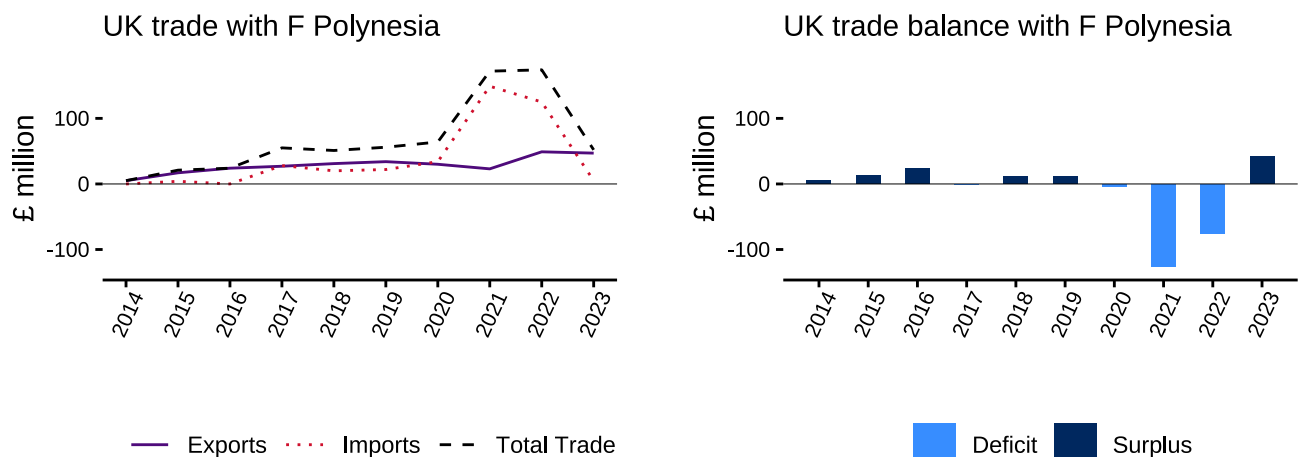 UK trade with F Polynesia
£ million
100
0
-100
2014
2015
2016
2017
2018
2019
2020
2021
2022
2023
Exports
Imports
Total Trade
UK trade balance with F Polynesia
£ million
100
0
-100
2014
2015
2016
2017
2018
2019
2020
2021
2022
2023
Deficit
Surplus